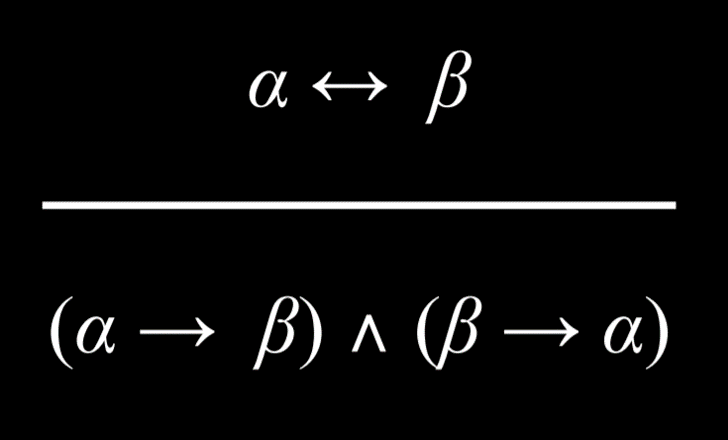 α ↔ β
(α → β) ∧ (β → α)